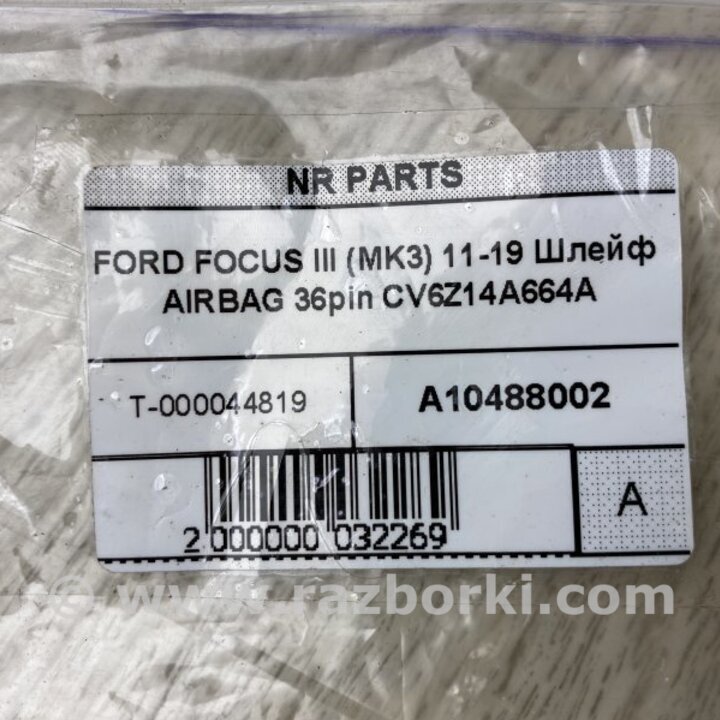 NR PARTS
FORD FOCUS III (MK3) 11-19 Шлейф
AIRBAG 36pin CV6Z14A664A
T-000044819
A10488002
2 000000 032269
A
www.razborki.com